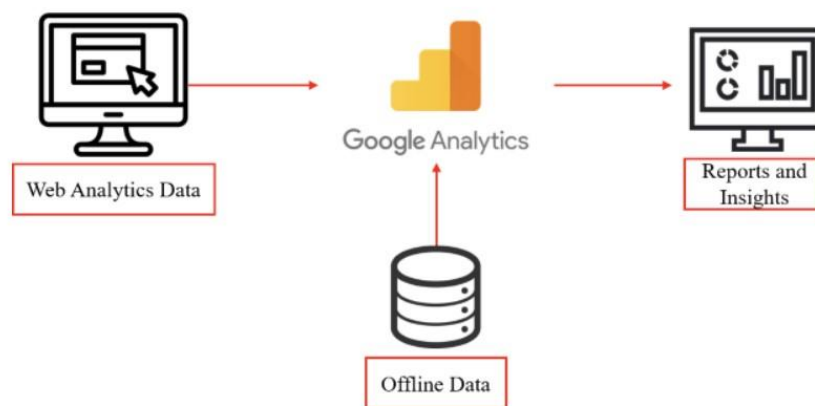 Google Analytics
Web Analytics Data
Reports and
Insights
Offline Data